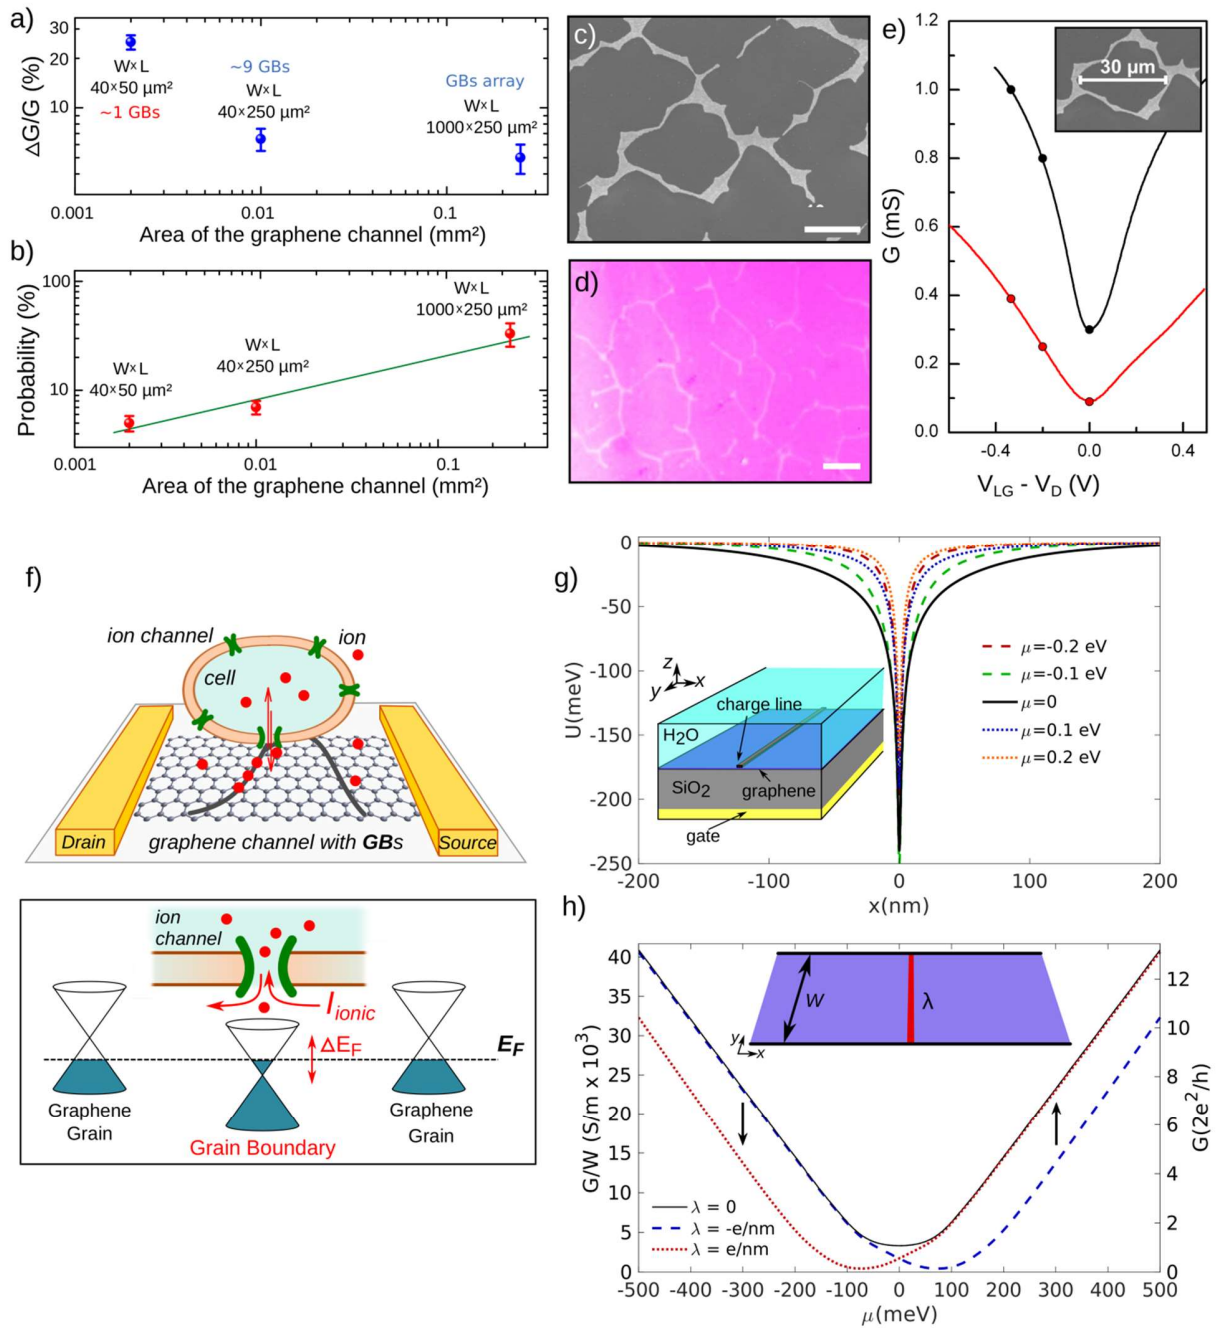 a)
30
20
10
ΔG/G (%)
W×L
40×50 µm²
~1 GBs
~9 GBs
W×L
40×250 µm²
GBs array
W×L
1000×250 µm²
0.001
0.01
0.1
Area of the graphene channel (mm²)
b)
100
10
Probability (%)
W×L
40×50 µm²
W×L
40×250 µm²
W×L
1000×250 µm²
0.001
0.01
0.1
Area of the graphene channel (mm²)
c)
d)
e)
1.2
1.0
0.8
0.6
0.4
0.2
0.0
G (mS)
30 µm
-0.4
0.0
0.4
V_LG - V_D (V)
f)
ion channel
ion
cell
Drain
graphene channel with GBs
Source
ion
channel
I_ionic
ΔE_F
E_F
Graphene
Grain
Graphene
Grain
Grain Boundary
g)
0
-50
-100
-150
-200
-250
U(meV)
z
y
x
charge line
H₂O
SiO₂
graphene
gate
μ=-0.2 eV
μ=-0.1 eV
μ=0
μ=0.1 eV
μ=0.2 eV
-200
-100
0
100
200
x(nm)
h)
40
35
30
25
20
15
10
5
0
G/W (S/m x 10³)
W
λ
y
x
λ = 0
λ = -e/nm
λ = e/nm
12
10
8
6
4
2
0
G(2e²/h)
-500
-400
-300
-200
-100
0
100
200
300
400
500
μ(meV)